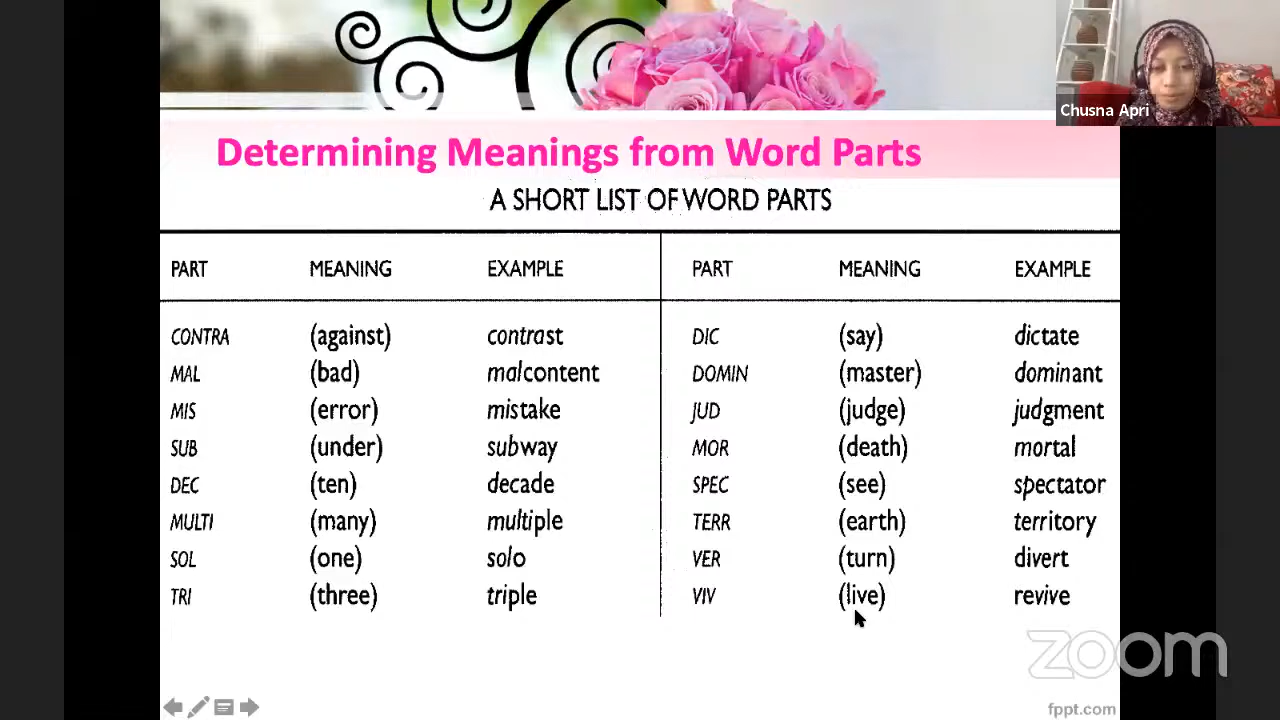 Chusna Apri
Determining Meanings from Word Parts
A SHORT LIST OF WORD PARTS
PART MEANING EXAMPLE PART MEANING EXAMPLE
CONTRA (against) contrast DIC (say) dictate
MAL (bad) malcontent DOMIN (master) dominant
MIS (error) mistake JUD (judge) judgment
SUB (under) subway MOR (death) mortal
DEC (ten) decade SPEC (see) spectator
MULTI (many) multiple TERR (earth) territory
SOL (one) solo VER (turn) divert
TRI (three) triple VIV (live) revive
zoom
fppt.com